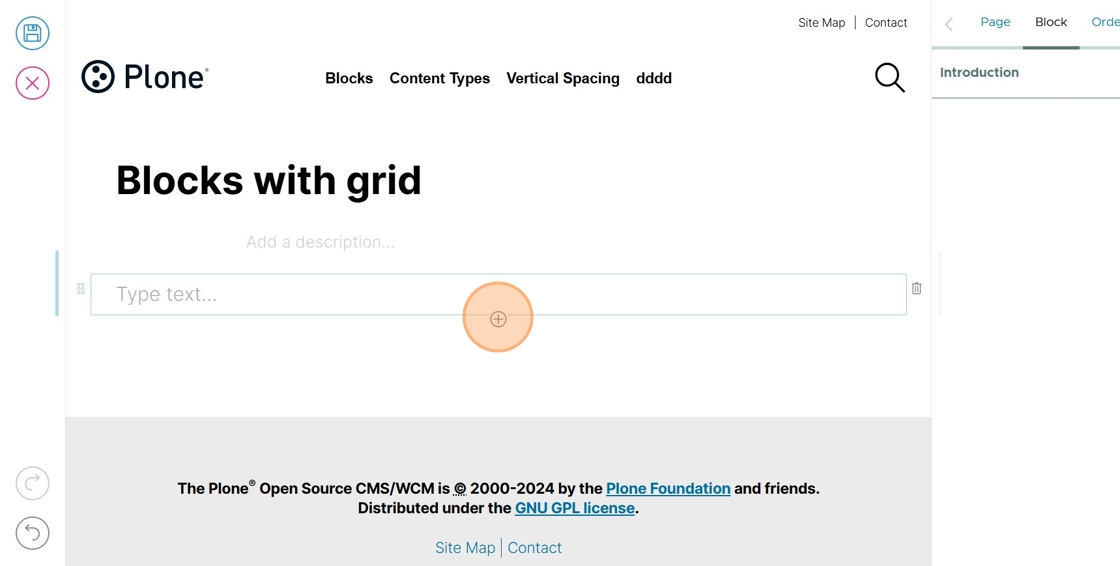 Site Map | Contact
Page Block Orde
Plone®
Blocks Content Types Vertical Spacing dddd
Introduction
Blocks with grid
Add a description...
Type text...
The Plone® Open Source CMS/WCM is © 2000-2024 by the Plone Foundation and friends.
Distributed under the GNU GPL license.
Site Map | Contact